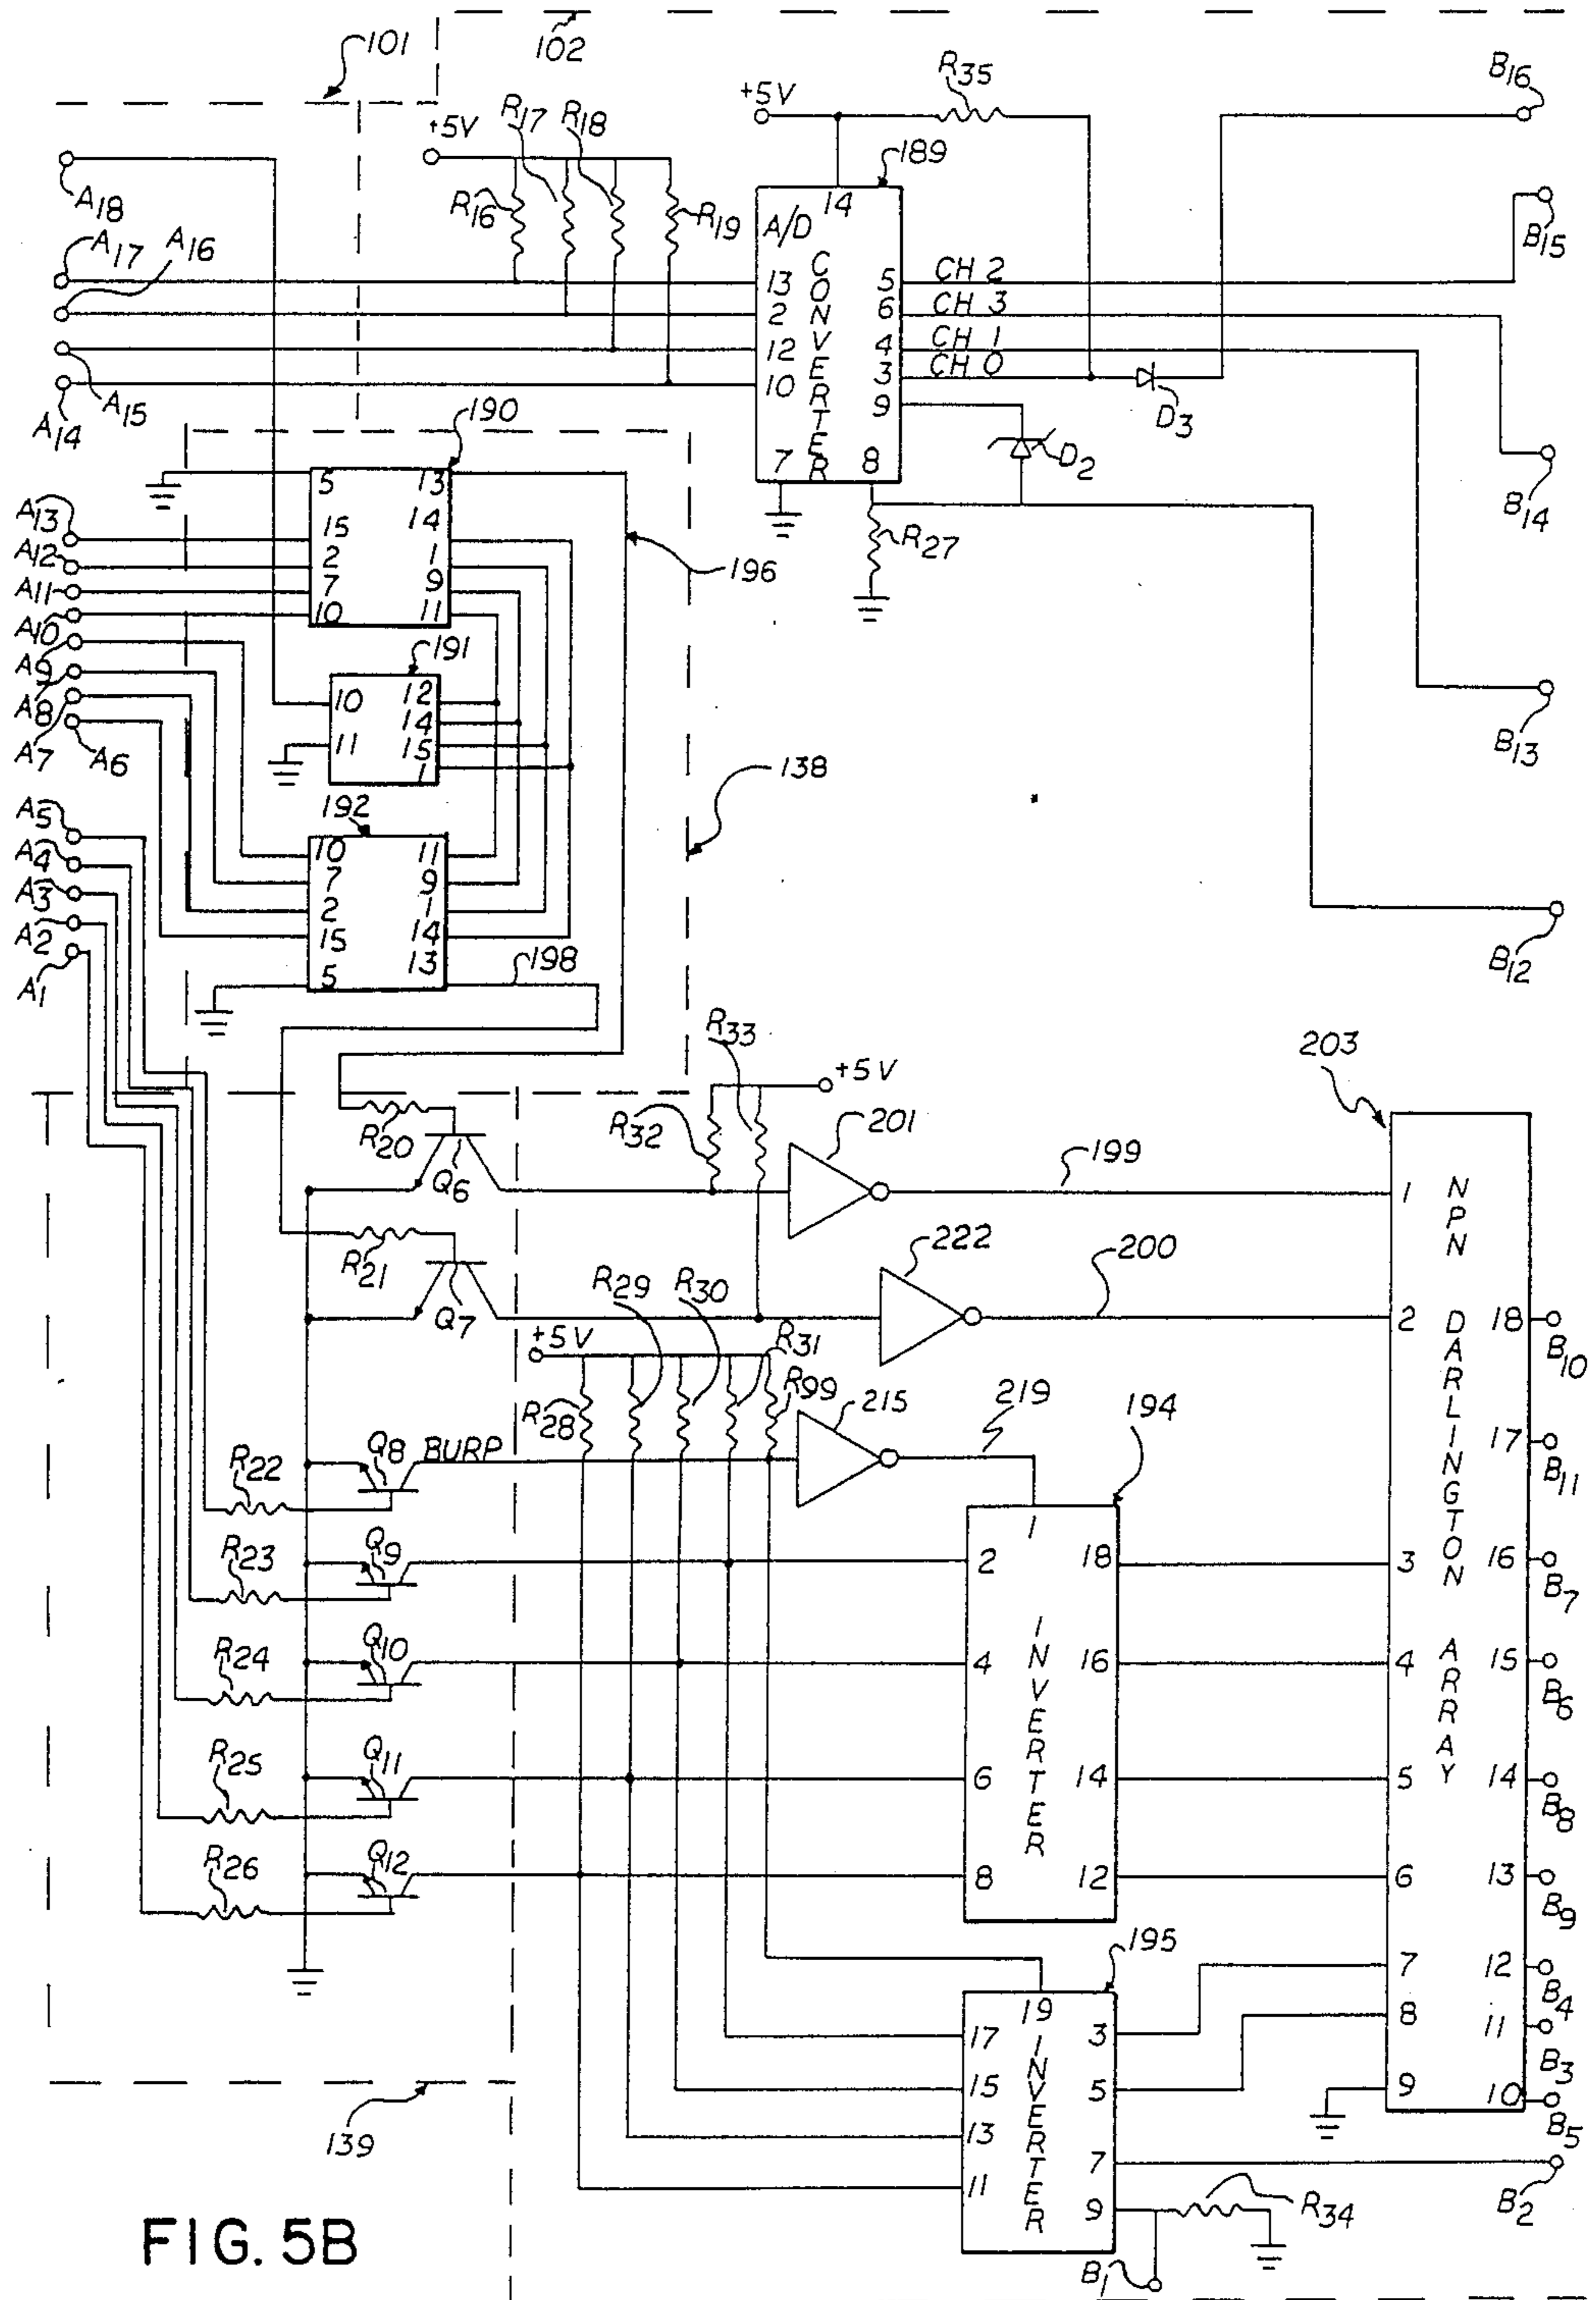 101
102
+5V
R35
B16
+5V
R17
R18
189
A18
R16
R19
14
A/D
CONVERTER
B15
A17
A16
13
5
CH 2
2
6
CH 3
12
4
CH 1
10
3
CH 0
9
D3
A15
A14
190
7
8
D2
B14
5
13
15
14
2
1
7
9
10
11
A13
A12
A11
A10
A9
A8
A7
A6
R27
196
191
10
12
14
11
15
1
B13
138
192
A5
A4
A3
A2
A1
10
11
7
9
2
1
15
14
13
5
198
B12
R33
+5V
203
R20
R32
201
199
Q6
1
NPN DARLINGTON ARRAY
R21
Q7
222
200
2
18
B10
R29
R30
+5V
R31
R28
R99
215
219
194
17
B11
R22
Q8
BURP
1
R23
Q9
2
18
3
16
B7
INVERTER
R24
Q10
4
16
4
15
B6
R25
Q11
6
14
5
14
B8
R26
Q12
8
12
6
13
B9
195
7
12
B4
19
INVERTER
17
3
8
11
B3
15
5
9
10
B5
139
13
7
B2
11
9
R34
B1
FIG. 5B